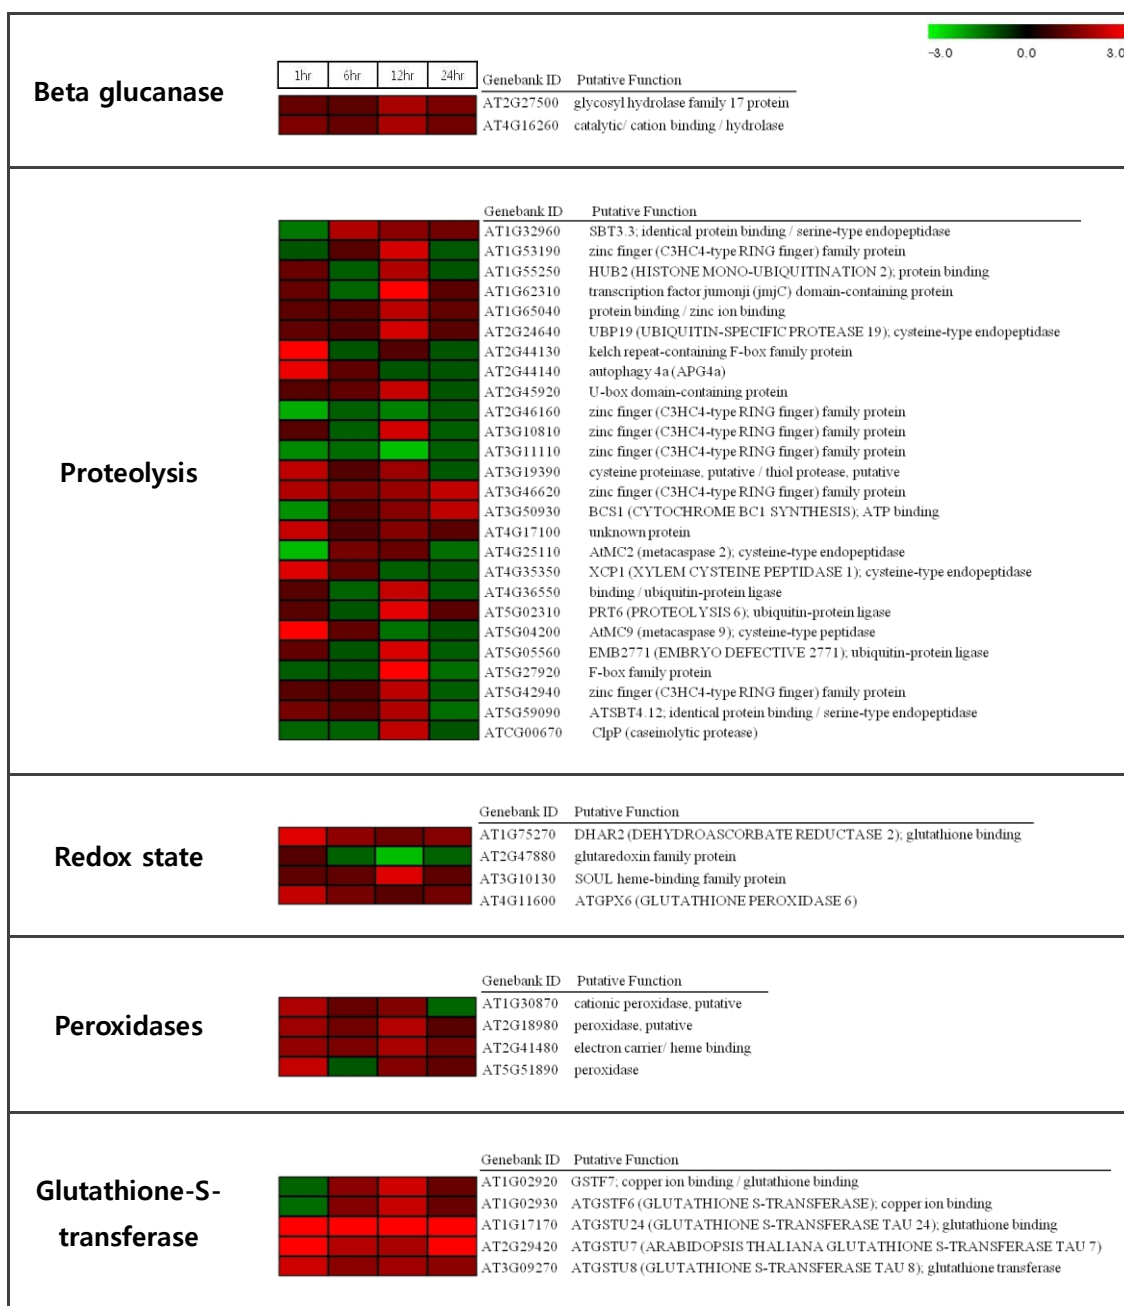 -3.0 0.0 3.0
Beta glucanase
1hr 6hr 12hr 24hr Genebank ID Putative Function
AT2G27500 glycosyl hydrolase family 17 protein
AT4G16260 catalytic/ cation binding / hydrolase
Proteolysis
Genebank ID Putative Function
AT1G32960 SBT3.3; identical protein binding / serine-type endopeptidase
AT1G53190 zinc finger (C3HC4-type RING finger) family protein
AT1G55250 HUB2 (HISTONE MONO-UBIQUITINATION 2); protein binding
AT1G62310 transcription factor jumonji (jmjC) domain-containing protein
AT1G65040 protein binding / zinc ion binding
AT2G24640 UBP19 (UBIQUITIN-SPECIFIC PROTEASE 19); cysteine-type endopeptidase
AT2G44130 kelch repeat-containing F-box family protein
AT2G44140 autophagy 4a (APG4a)
AT2G45920 U-box domain-containing protein
AT2G46160 zinc finger (C3HC4-type RING finger) family protein
AT3G10810 zinc finger (C3HC4-type RING finger) family protein
AT3G11110 zinc finger (C3HC4-type RING finger) family protein
AT3G19390 cysteine proteinase, putative / thiol protease, putative
AT3G46620 zinc finger (C3HC4-type RING finger) family protein
AT3G50930 BCS1 (CYTOCHROME BC1 SYNTHESIS); ATP binding
AT4G17100 unknown protein
AT4G25110 AtMC2 (metacaspase 2); cysteine-type endopeptidase
AT4G35350 XCP1 (XYLEM CYSTEINE PEPTIDASE 1); cysteine-type endopeptidase
AT4G36550 binding / ubiquitin-protein ligase
AT5G02310 PRT6 (PROTEOLYSIS 6); ubiquitin-protein ligase
AT5G04200 AtMC9 (metacaspase 9); cysteine-type peptidase
AT5G05560 EMB2771 (EMBRYO DEFECTIVE 2771); ubiquitin-protein ligase
AT5G27920 F-box family protein
AT5G42940 zinc finger (C3HC4-type RING finger) family protein
AT5G59090 ATSBT4.12; identical protein binding / serine-type endopeptidase
ATCG00670 ClpP (caseinolytic protease)
Redox state
Genebank ID Putative Function
AT1G75270 DHAR2 (DEHYDROASCORBATE REDUCTASE 2); glutathione binding
AT2G47880 glutaredoxin family protein
AT3G10130 SOUL heme-binding family protein
AT4G11600 ATGPX6 (GLUTATHIONE PEROXIDASE 6)
Peroxidases
Genebank ID Putative Function
AT1G30870 cationic peroxidase, putative
AT2G18980 peroxidase, putative
AT2G41480 electron carrier/ heme binding
AT5G51890 peroxidase
Glutathione-S-
transferase
Genebank ID Putative Function
AT1G02920 GSTF7; copper ion binding / glutathione binding
AT1G02930 ATGSTF6 (GLUTATHIONE S-TRANSFERASE); copper ion binding
AT1G17170 ATGSTU24 (GLUTATHIONE S-TRANSFERASE TAU 24); glutathione binding
AT2G29420 ATGSTU7 (ARABIDOPSIS THALIANA GLUTATHIONE S-TRANSFERASE TAU 7)
AT3G09270 ATGSTU8 (GLUTATHIONE S-TRANSFERASE TAU 8); glutathione transferase